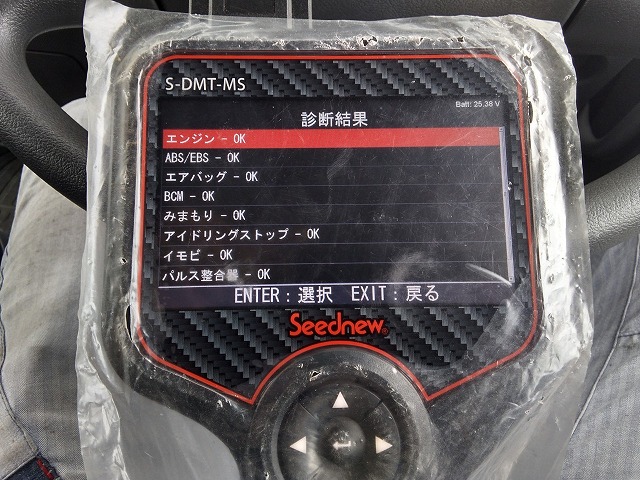 S-DMT-MS
Batt: 25.38 V
診断結果
エンジン - OK
ABS/EBS - OK
エアバッグ - OK
BCM - OK
みまもり - OK
アイドリングストップ - OK
イモビ - OK
パルス整合器 - OK
ENTER：選択 EXIT：戻る
Seednew